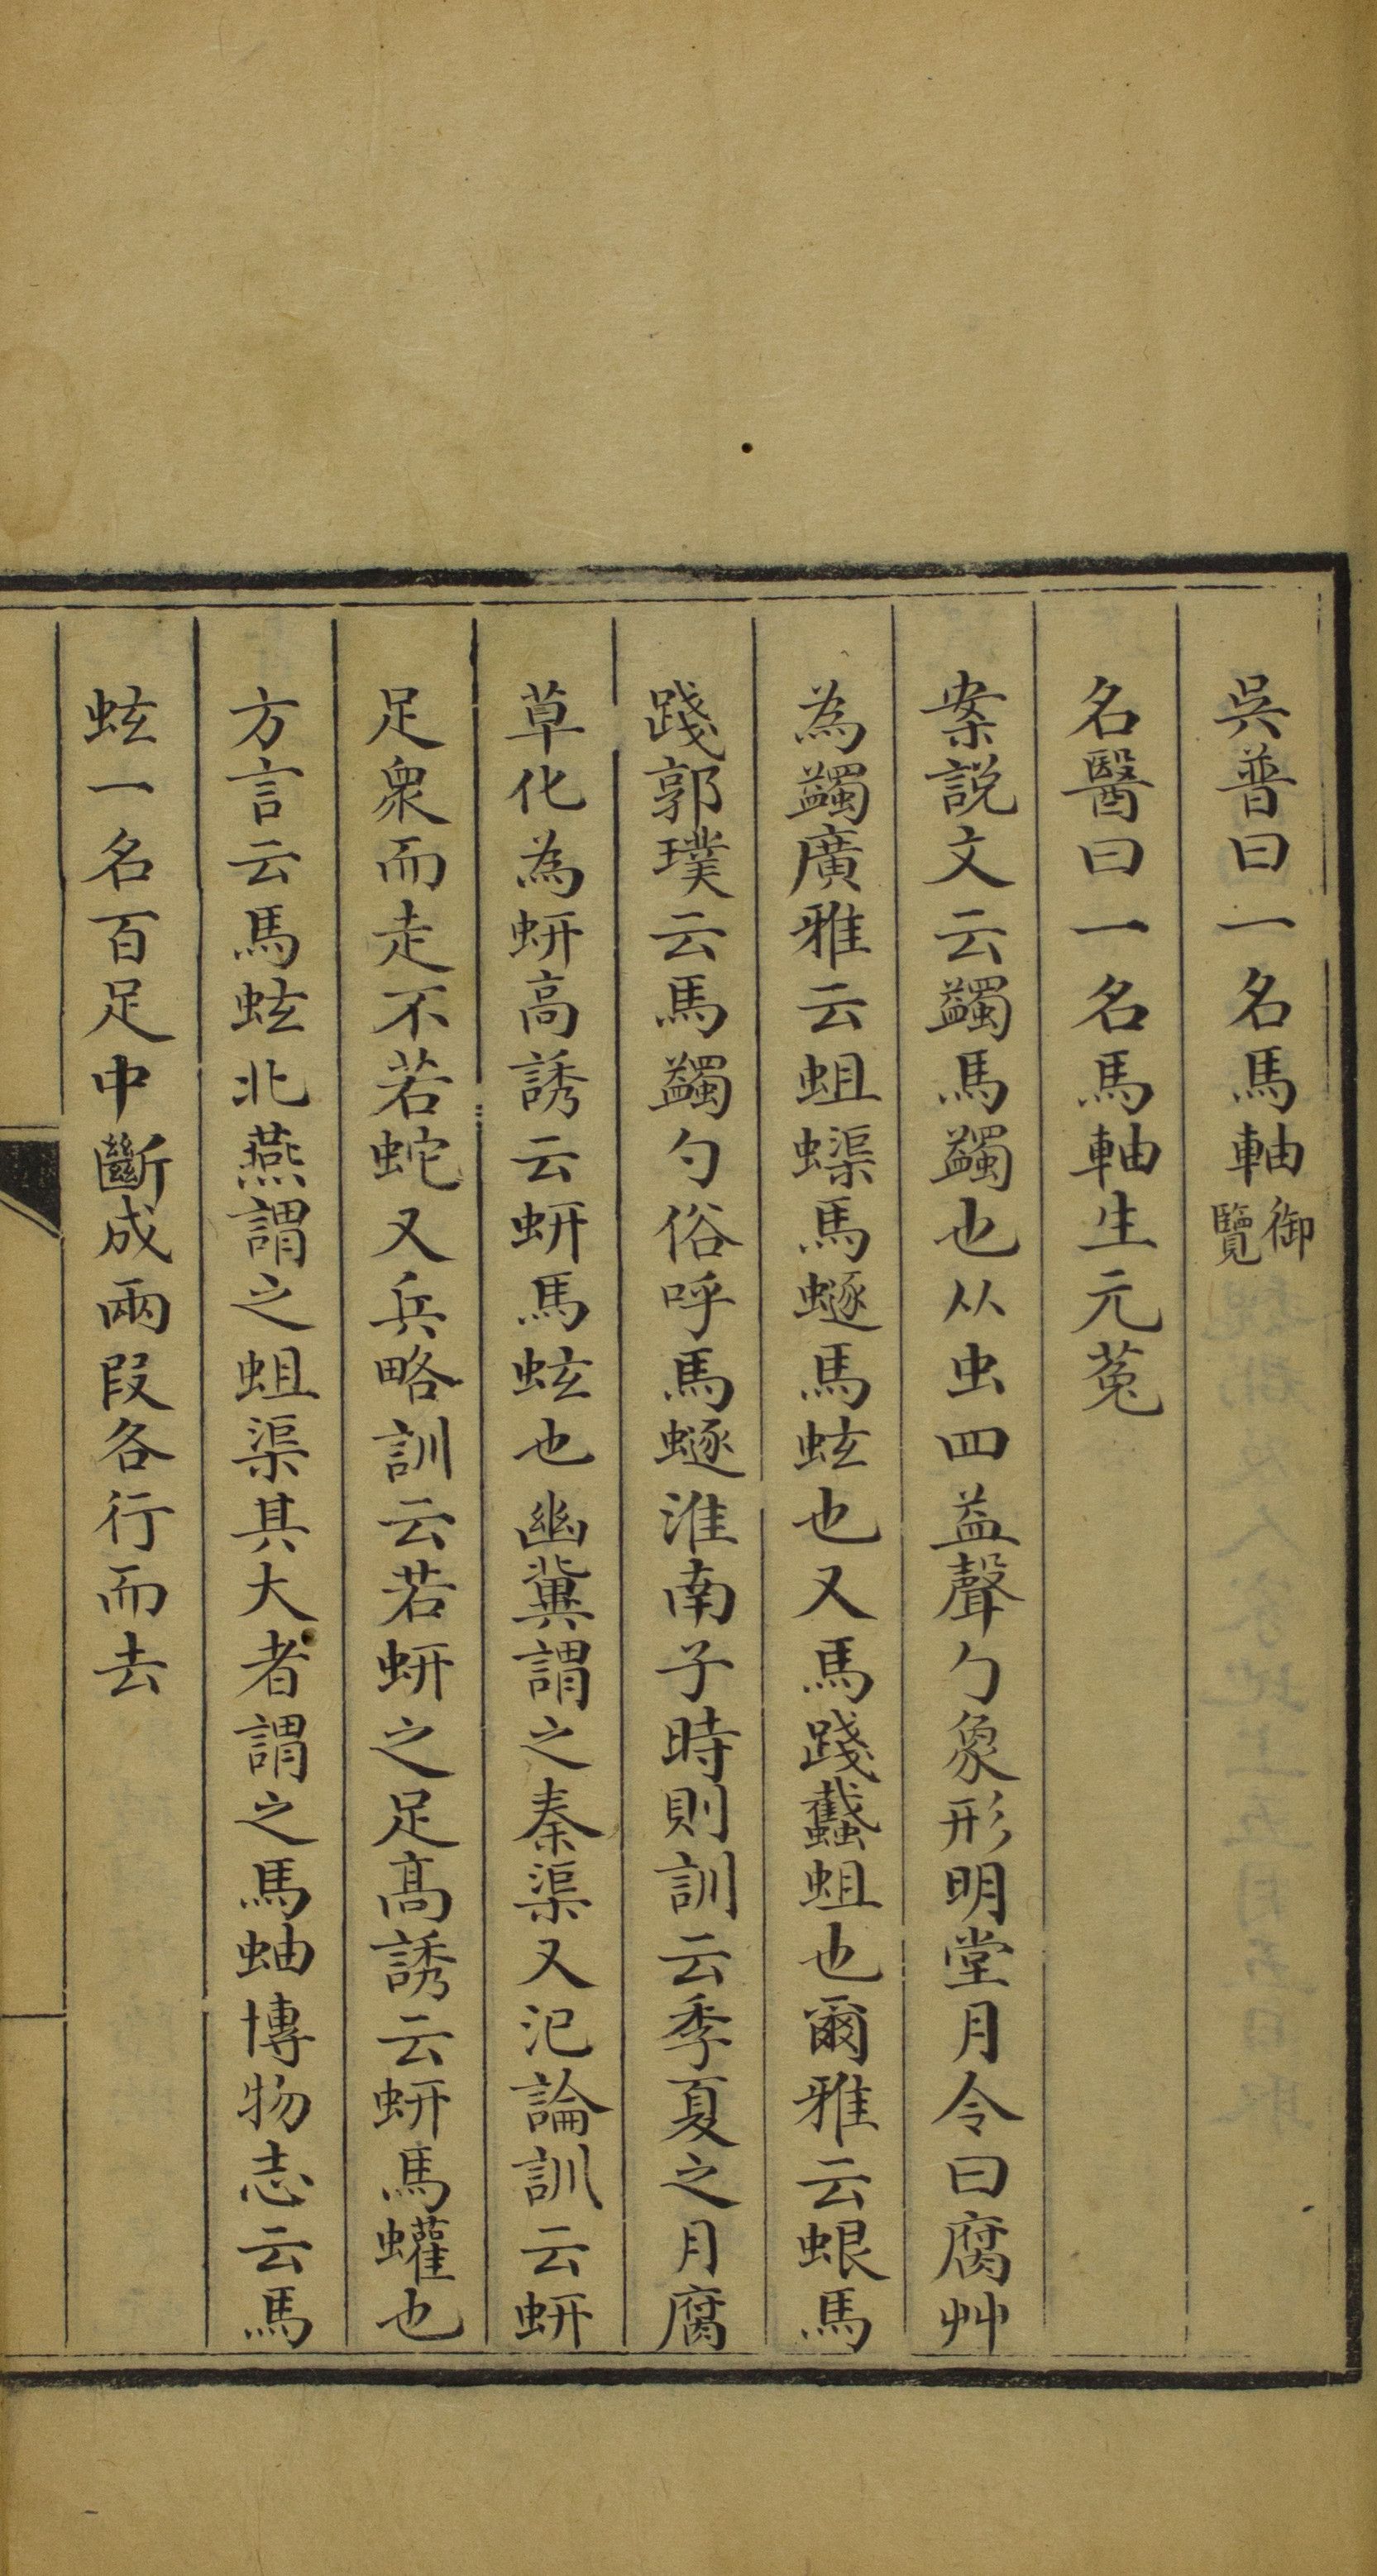 吳普曰一名馬軸御覽
名醫曰一名馬軸生元菟
案説文云蠲馬蠲也从虫四益聲勹象形明堂月令曰腐艸
為蠲廣雅云蛆蟝馬䗨馬蚿也又馬踐蠽蛆也爾雅云蛝馬
踐郭璞云馬蠲勺俗呼馬䗨淮南子時則訓云季夏之月腐
草化為蚈高誘云蚈馬蚿也幽冀謂之秦渠又氾論訓云蚈
足衆而走不若蛇又兵略訓云若蚈之足高誘云蚈馬蠸也
方言云馬蚿北燕謂之蛆渠其大者謂之馬蚰博物志云馬
蚿一名百足中斷成兩段各行而去